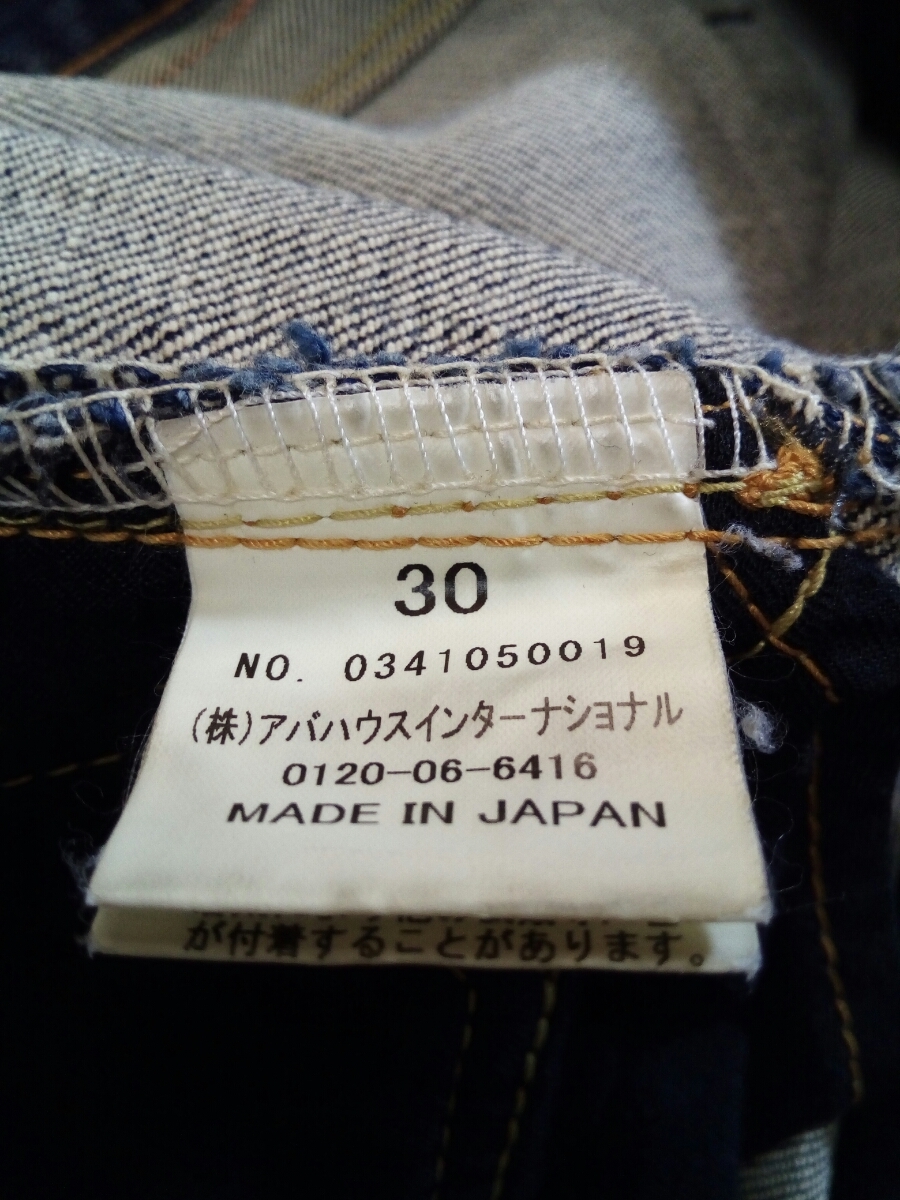 30
NO. 0341050019
(株)アバハウスインターナショナル
0120-06-6416
MADE IN JAPAN
が付着することがあります。